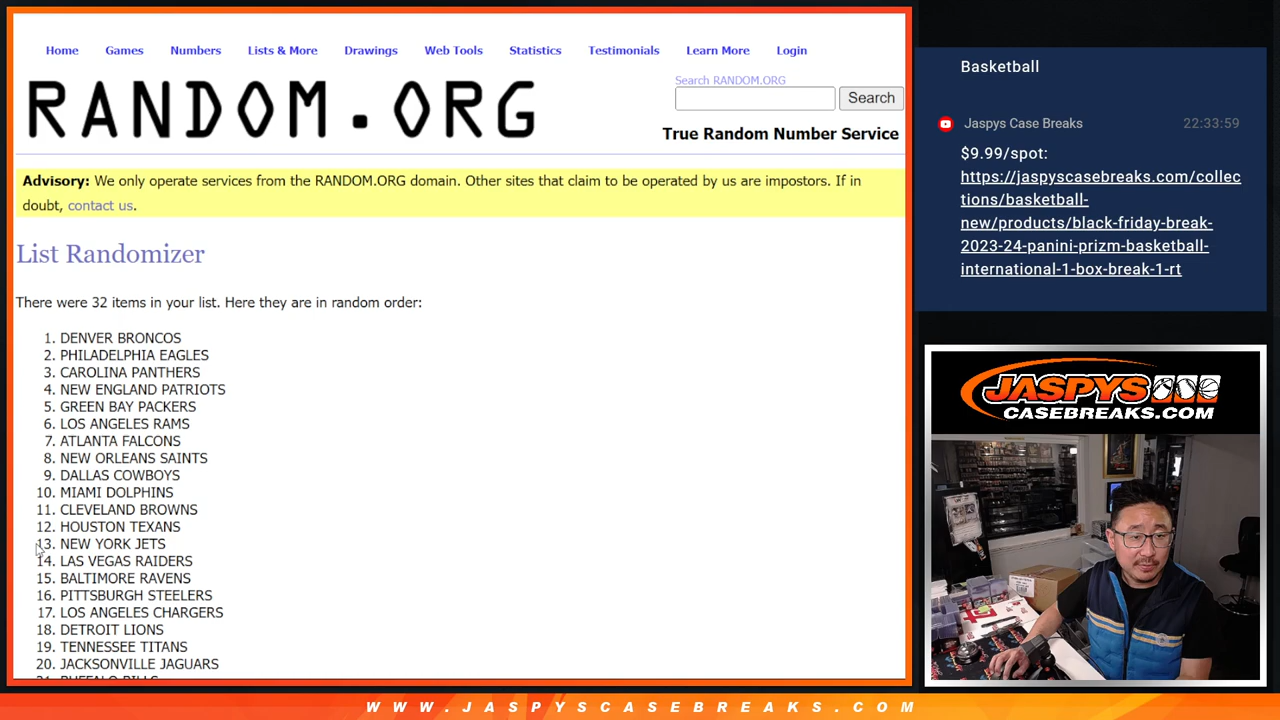 Home Games Numbers Lists & More Drawings Web Tools Statistics Testimonials Learn More Login
RANDOM.ORG
Search RANDOM.ORG
Search
True Random Number Service
Advisory: We only operate services from the RANDOM.ORG domain. Other sites that claim to be operated by us are impostors. If in
doubt, contact us.
List Randomizer
There were 32 items in your list. Here they are in random order:
1. DENVER BRONCOS
2. PHILADELPHIA EAGLES
3. CAROLINA PANTHERS
4. NEW ENGLAND PATRIOTS
5. GREEN BAY PACKERS
6. LOS ANGELES RAMS
7. ATLANTA FALCONS
8. NEW ORLEANS SAINTS
9. DALLAS COWBOYS
10. MIAMI DOLPHINS
11. CLEVELAND BROWNS
12. HOUSTON TEXANS
13. NEW YORK JETS
14. LAS VEGAS RAIDERS
15. BALTIMORE RAVENS
16. PITTSBURGH STEELERS
17. LOS ANGELES CHARGERS
18. DETROIT LIONS
19. TENNESSEE TITANS
20. JACKSONVILLE JAGUARS
21. BUFFALO BILLS
Basketball
Jaspys Case Breaks 22:33:59
$9.99/spot:
https://jaspyscasebreaks.com/collec
tions/basketball-
new/products/black-friday-break-
2023-24-panini-prizm-basketball-
international-1-box-break-1-rt
JASPYS
CASEBREAKS.COM
WWW.JASPYSCASEBREAKS.COM